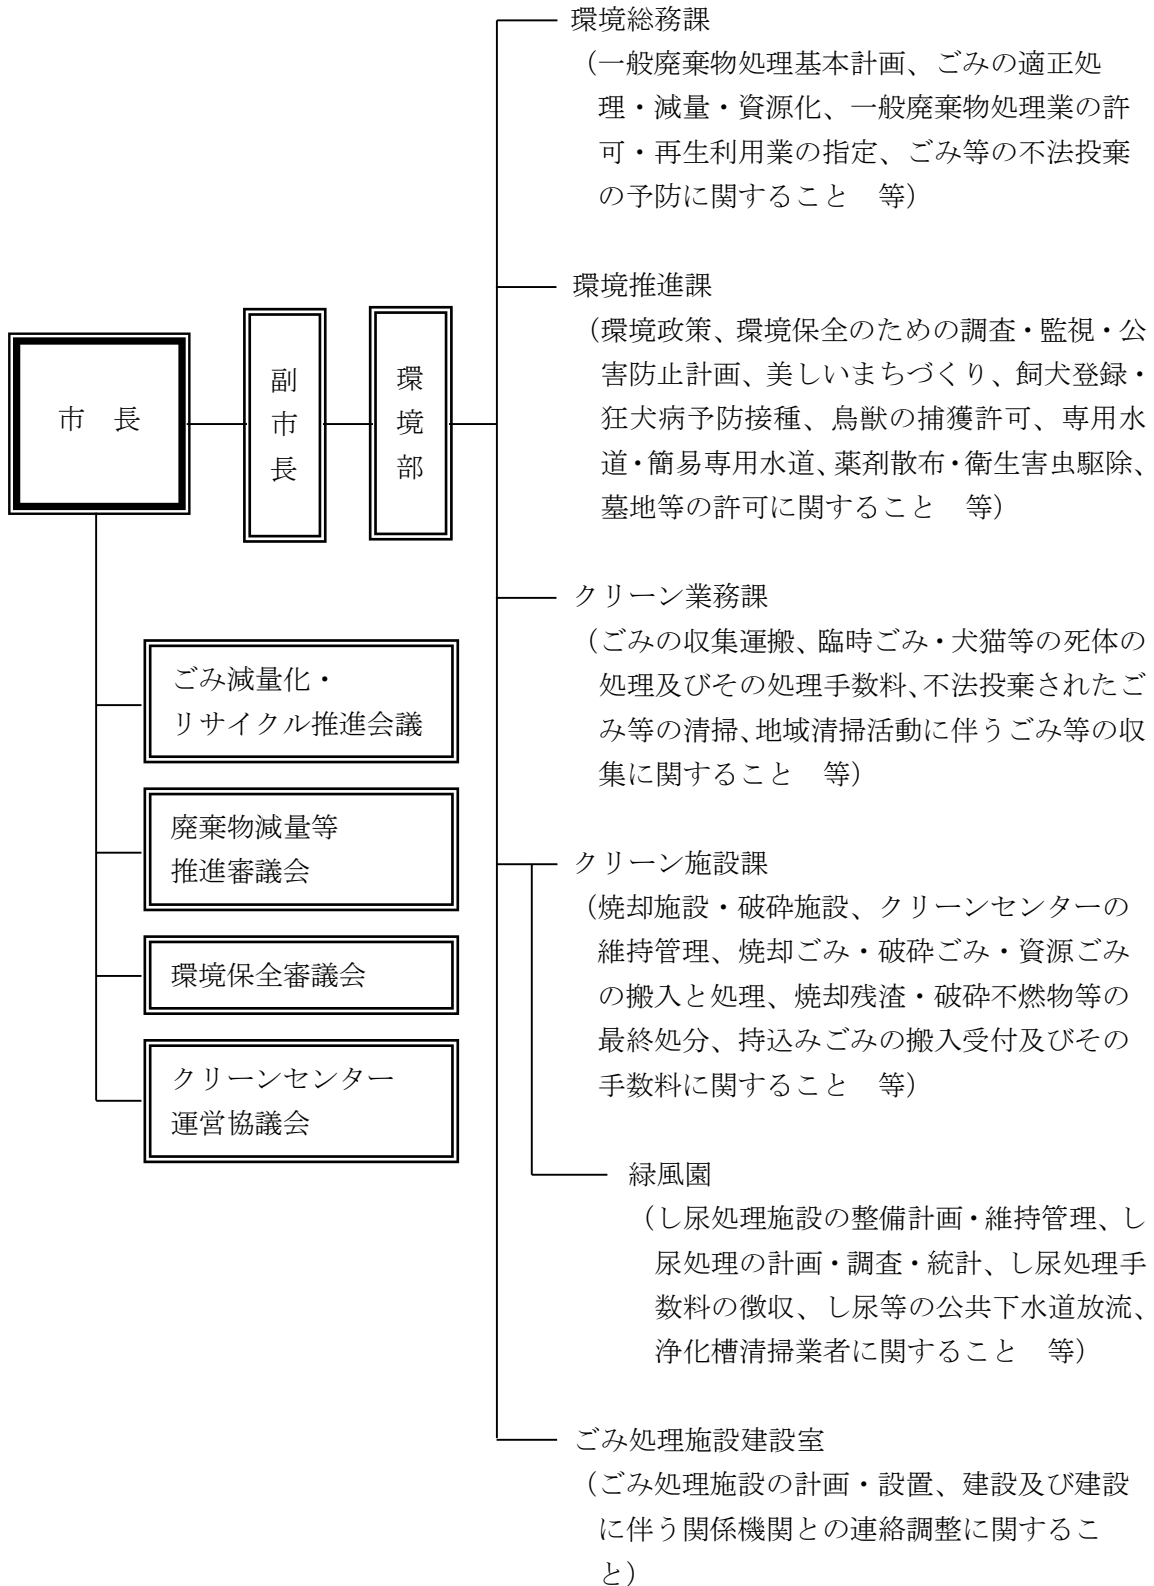 市　長
副市長
環境部
ごみ減量化・
リサイクル推進会議
廃棄物減量等
推進審議会
環境保全審議会
クリーンセンター
運営協議会
環境総務課
（一般廃棄物処理基本計画、ごみの適正処
理・減量・資源化、一般廃棄物処理業の許
可・再生利用業の指定、ごみ等の不法投棄
の予防に関すること　等）
環境推進課
（環境政策、環境保全のための調査・監視・公
害防止計画、美しいまちづくり、飼犬登録・
狂犬病予防接種、鳥獣の捕獲許可、専用水
道・簡易専用水道、薬剤散布・衛生害虫駆除、
墓地等の許可に関すること　等）
クリーン業務課
（ごみの収集運搬、臨時ごみ・犬猫等の死体の
処理及びその処理手数料、不法投棄されたご
み等の清掃、地域清掃活動に伴うごみ等の収
集に関すること　等）
クリーン施設課
（焼却施設・破砕施設、クリーンセンターの
維持管理、焼却ごみ・破砕ごみ・資源ごみ
の搬入と処理、焼却残渣・破砕不燃物等の
最終処分、持込みごみの搬入受付及びその
手数料に関すること　等）
緑風園
（し尿処理施設の整備計画・維持管理、し
尿処理の計画・調査・統計、し尿処理手
数料の徴収、し尿等の公共下水道放流、
浄化槽清掃業者に関すること　等）
ごみ処理施設建設室
（ごみ処理施設の計画・設置、建設及び建設
に伴う関係機関との連絡調整に関するこ
と）